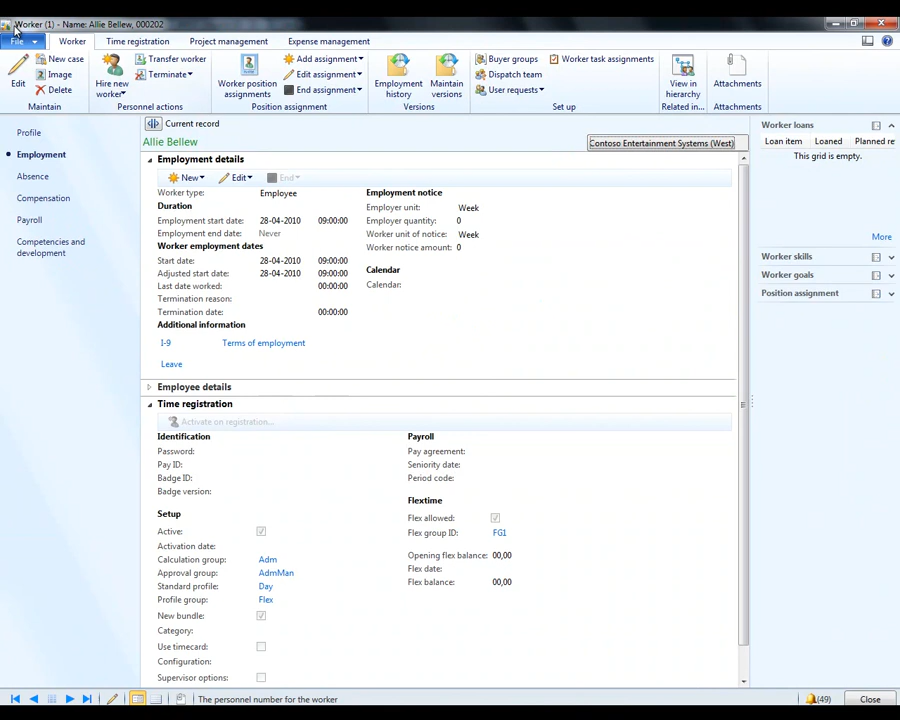 Worker (1) - Name: Allie Bellew, 000202
File
Worker
Time registration
Project management
Expense management
Edit
New case
Image
Delete
Maintain
Hire new worker
Transfer worker
Terminate
Personnel actions
Worker position assignments
Add assignment
Edit assignment
End assignment
Position assignment
Employment history
Maintain versions
Versions
Buyer groups
Dispatch team
User requests
Worker task assignments
Set up
View in hierarchy
Related in...
Attachments
Attachments
Profile
Employment
Absence
Compensation
Payroll
Competencies and development
Current record
Allie Bellew
Contoso Entertainment Systems (West)
Employment details
New
Edit
End
Worker type: Employee
Duration
Employment start date: 28-04-2010 09:00:00
Employment end date: Never
Worker employment dates
Start date: 28-04-2010 09:00:00
Adjusted start date: 28-04-2010 09:00:00
Last date worked: 00:00:00
Termination reason:
Termination date: 00:00:00
Additional information
I-9
Terms of employment
Leave
Employment notice
Employer unit: Week
Employer quantity: 0
Worker unit of notice: Week
Worker notice amount: 0
Calendar
Calendar:
Employee details
Time registration
Activate on registration...
Identification
Password:
Pay ID:
Badge ID:
Badge version:
Setup
Active:
Activation date:
Calculation group: Adm
Approval group: AdmMan
Standard profile: Day
Profile group: Flex
New bundle:
Category:
Use timecard:
Configuration:
Supervisor options:
Payroll
Pay agreement:
Seniority date:
Period code:
Flextime
Flex allowed:
Flex group ID: FG1
Opening flex balance: 00,00
Flex date:
Flex balance: 00,00
Worker loans
Loan item
Loaned
Planned re
This grid is empty.
More
Worker skills
Worker goals
Position assignment
The personnel number for the worker
(49)
Close